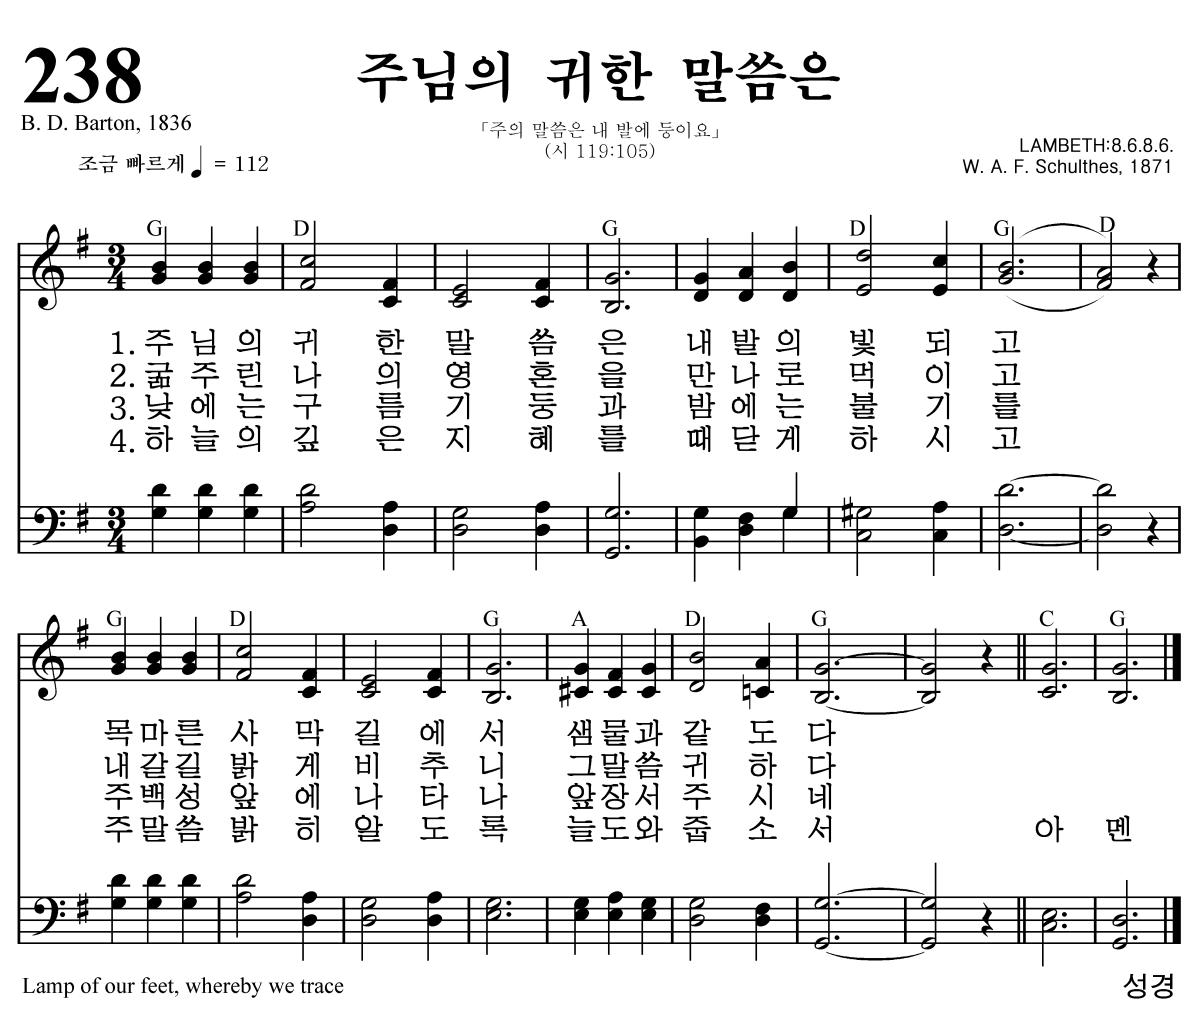 238
주님의 귀한 말씀은
B. D. Barton, 1836
「주의 말씀은 내 발에 등이요」
(시 119:105)
LAMBETH:8.6.8.6.
조금 빠르게 ♩ = 112
W. A. F. Schulthes, 1871
G D G D G D
3 4
1. 주 님 의 귀 한 말 씀 은 내 발 의 빛 되 고
2. 굶 주 린 나 의 영 혼 을 만 나 로 먹 이 고
3. 낮 에 는 구 름 기 둥 과 밤 에 는 불 기 를
4. 하 늘 의 깊 은 지 혜 를 때 닫 게 하 시 고
3 4
G D G A D G C G
목 마 른 사 막 길 에 서 샘 물 과 같 도 다
내 갈 길 밝 게 비 추 니 그 말 씀 귀 하 다
주 백 성 앞 에 나 타 나 앞 장 서 주 시 네
주 말 씀 밝 히 알 도 록 늘 도 와 줍 소 서 아 멘
Lamp of our feet, whereby we trace
성경